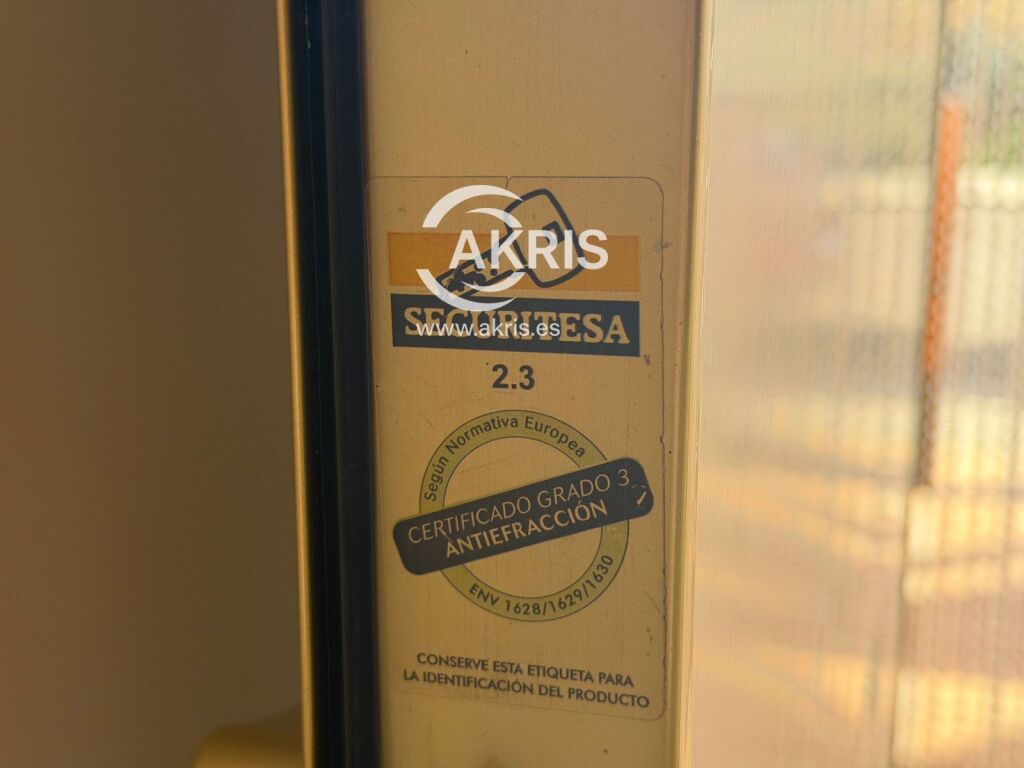 AKRIS
www.akris.es
SECURITESA
2.3
Según Normativa Europea
CERTIFICADO GRADO 3
ANTIEFRACCIÓN
ENV 1628/1629/1630
CONSERVE ESTA ETIQUETA PARA
LA IDENTIFICACIÓN DEL PRODUCTO